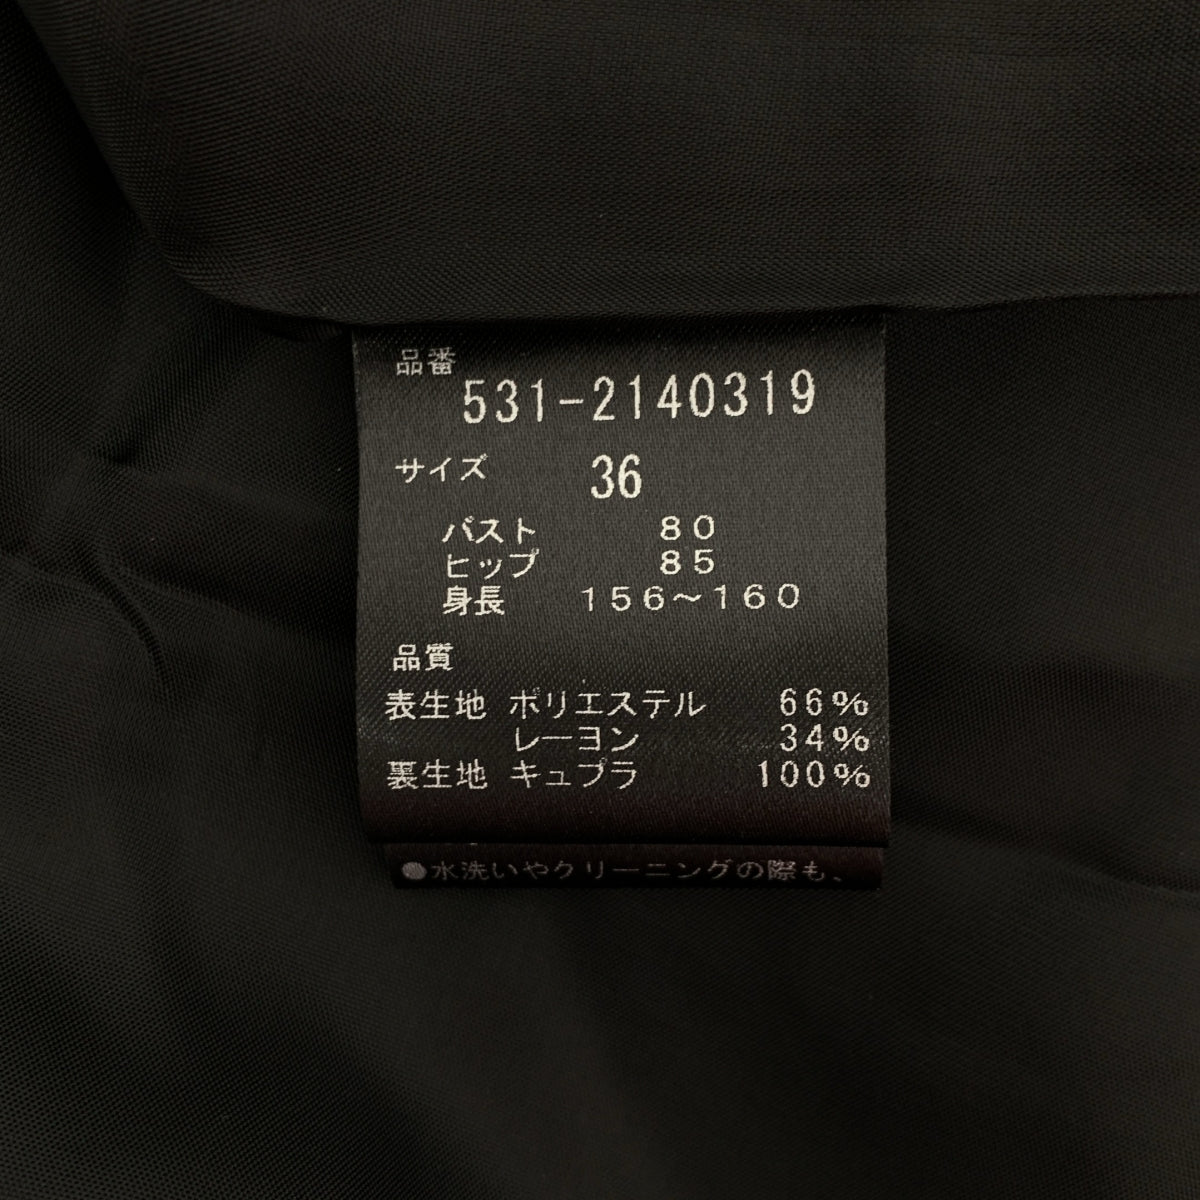 品番
531-2140319
サイズ 36
バスト 80
ヒップ 85
身長 156~160
品質
表生地 ポリエステル 66%
レーヨン 34%
裏生地 キュプラ 100%
●水洗いやクリーニングの際も、